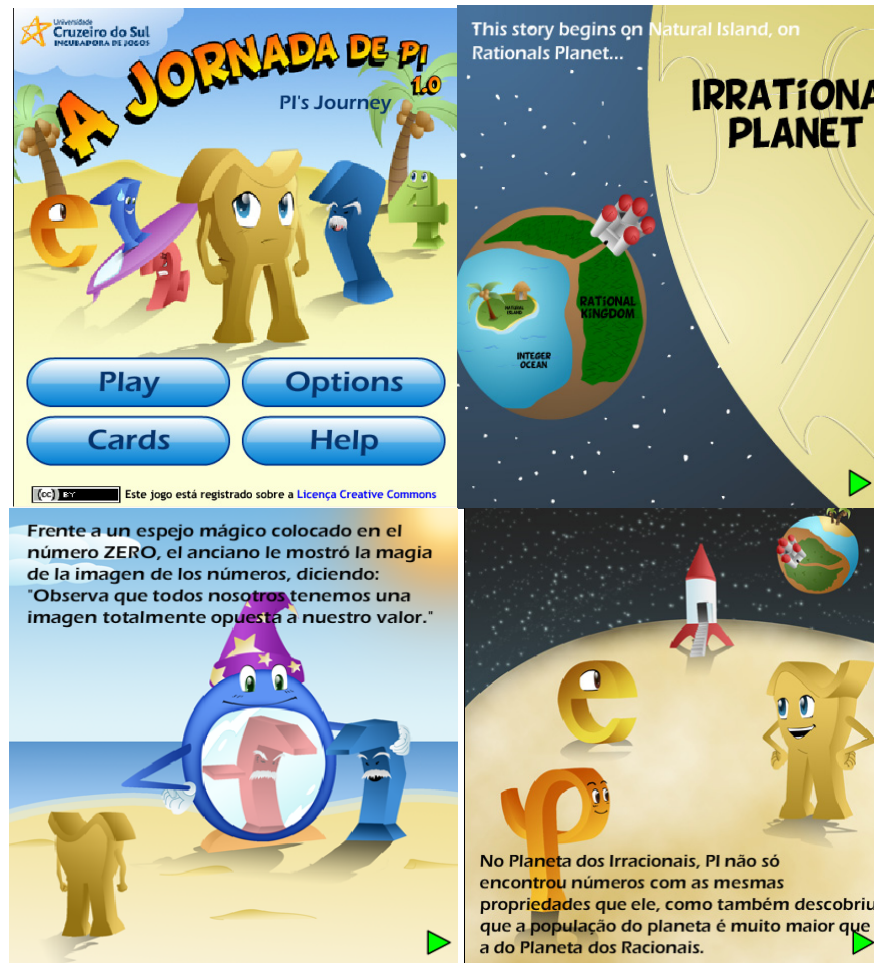 Universidade
Cruzeiro do Sul
INCUBADORA DE JOGOS
A JORNADA DE PI
1.0
PI's Journey
Play
Options
Cards
Help
(cc) BY
Este jogo está registrado sobre a Licença Creative Commons
This story begins on Natural Island, on
Rationals Planet...
IRRATIONA
PLANET
NATURAL
ISLAND
RATIONAL
KINGDOM
INTEGER
OCEAN
Frente a un espejo mágico colocado en el
número ZERO, el anciano le mostró la magia
de la imagen de los números, diciendo:
"Observa que todos nosotros tenemos una
imagen totalmente opuesta a nuestro valor."
No Planeta dos Irracionais, PI não só
encontrou números com as mesmas
propriedades que ele, como também descobriu
que a população do planeta é muito maior que
a do Planeta dos Racionais.